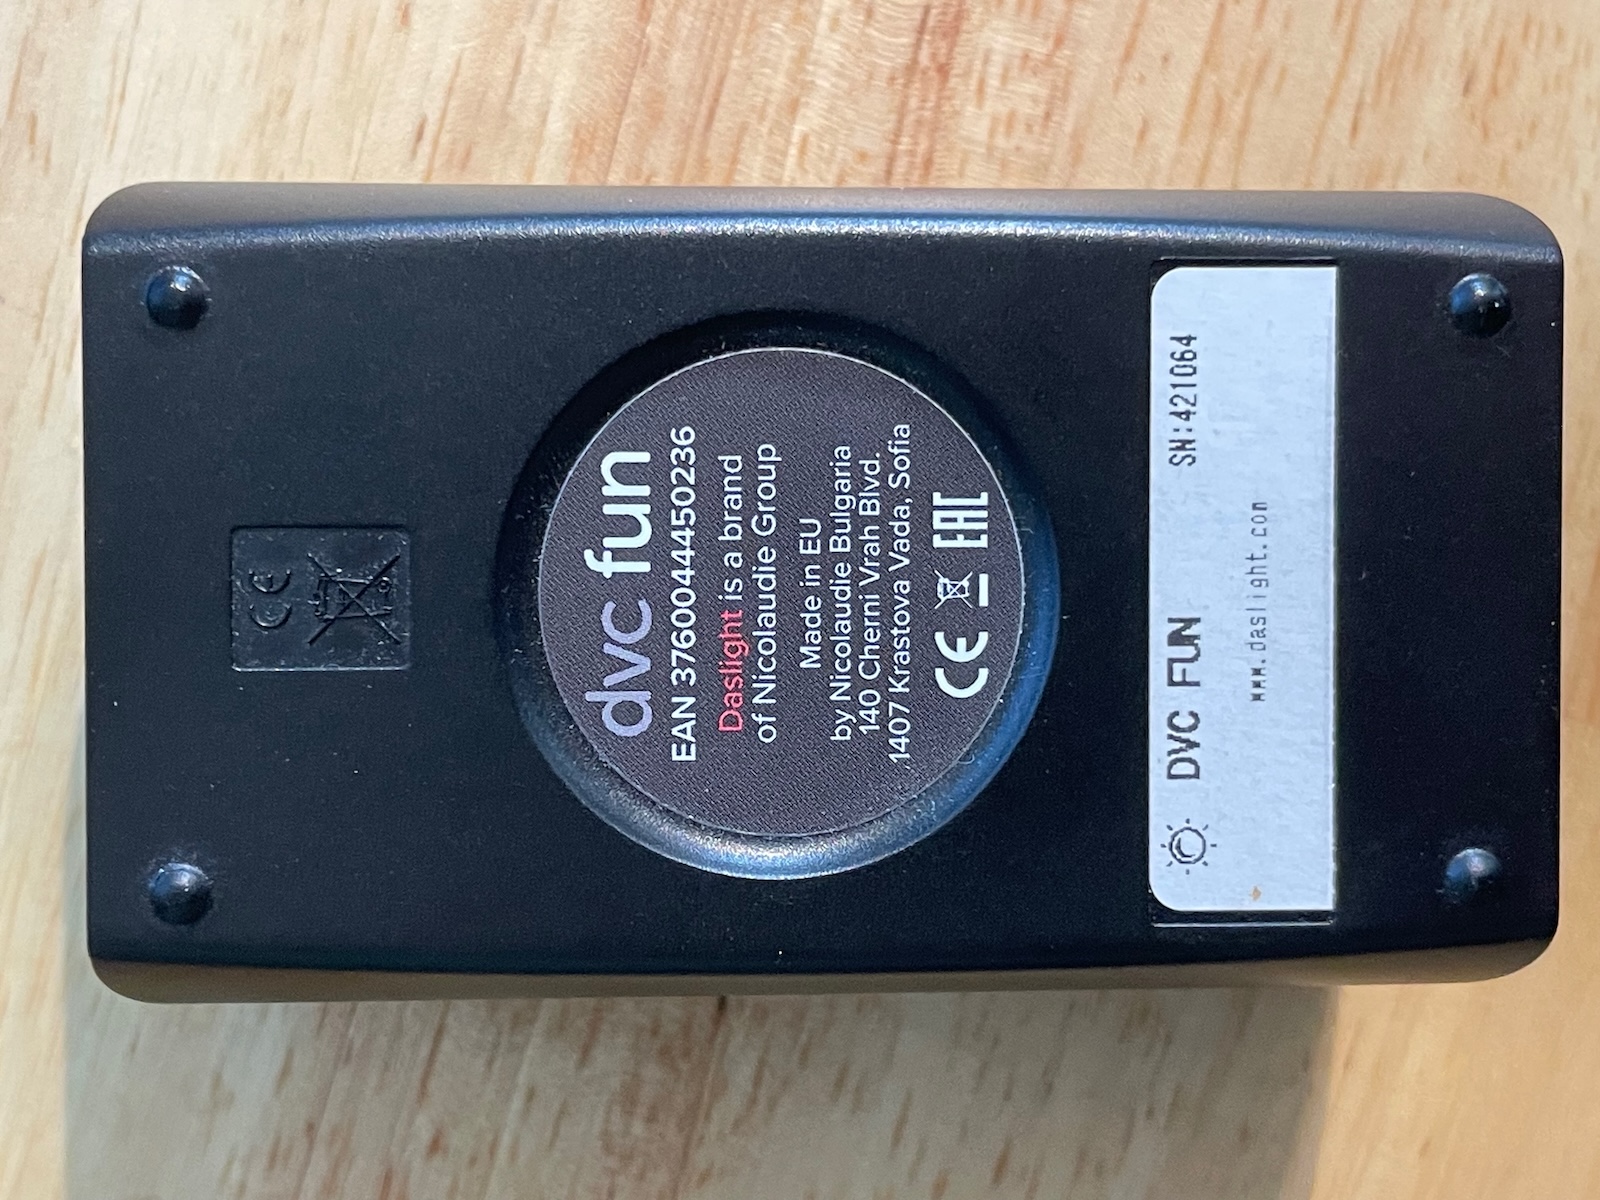 CE
dvc fun
EAN 3760044450236
Daslight is a brand
of Nicolaudie Group
Made in EU
by Nicolaudie Bulgaria
140 Cherni Vrah Blvd.
1407 Krastova Vada, Sofia
CE EAC
DVC FUN SN:421064
www.daslight.com